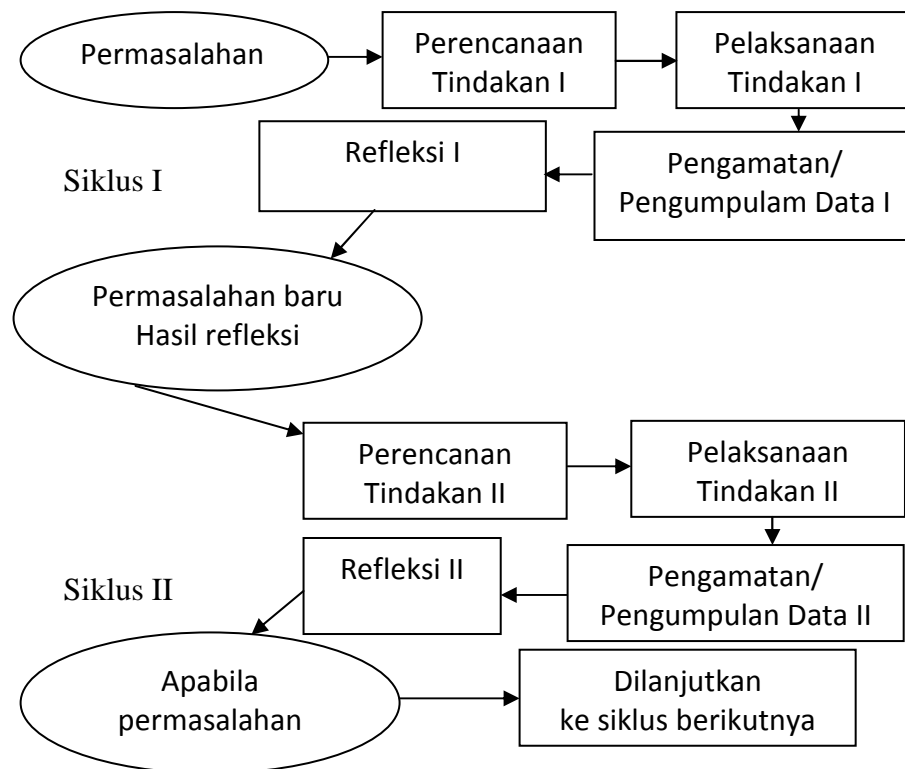 Permasalahan
Perencanaan
Tindakan I
Pelaksanaan
Tindakan I
Siklus I
Refleksi I
Pengamatan/
Pengumpulam Data I
Permasalahan baru
Hasil refleksi
Perencanan
Tindakan II
Pelaksanaan
Tindakan II
Siklus II
Refleksi II
Pengamatan/
Pengumpulan Data II
Apabila
permasalahan
Dilanjutkan
ke siklus berikutnya